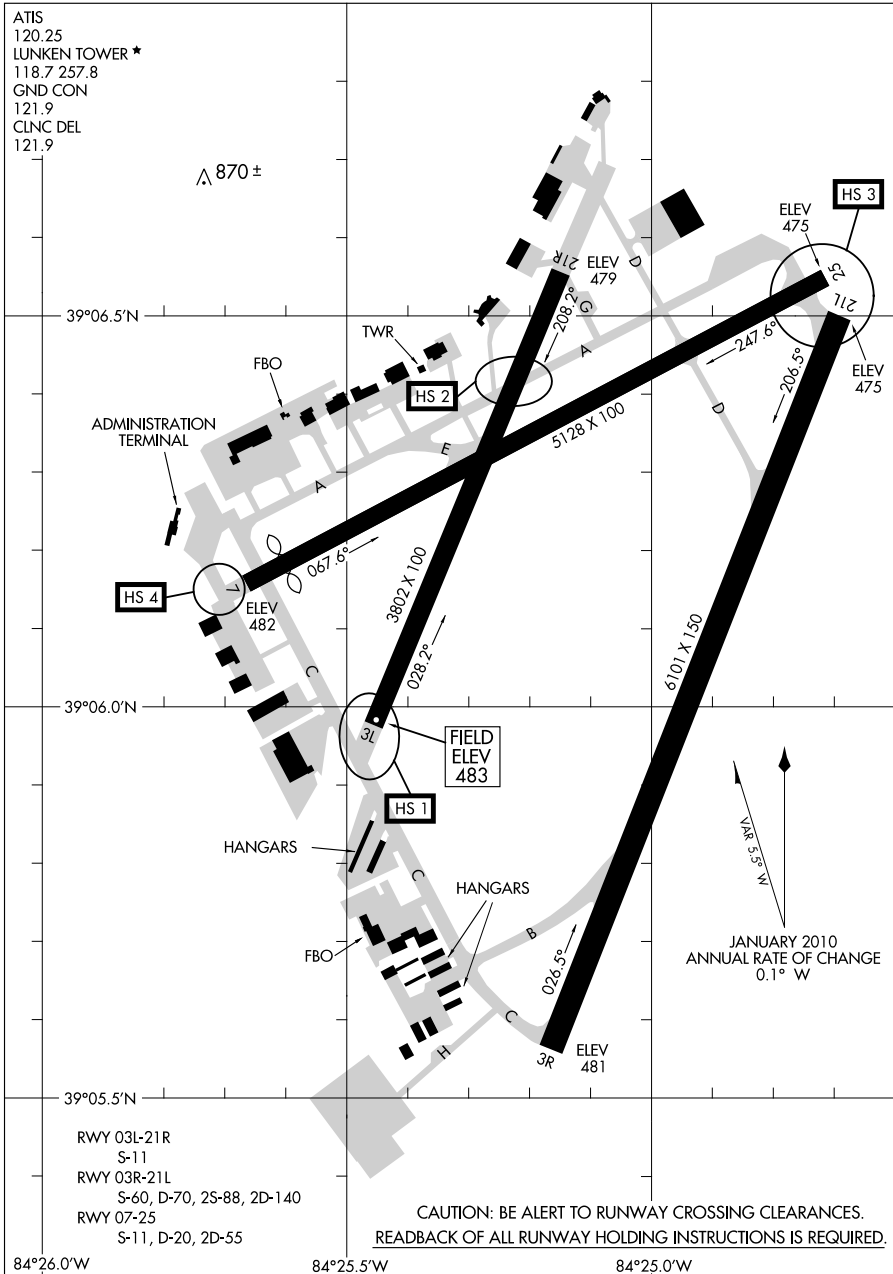 ATIS
120.25
LUNKEN TOWER ★
118.7 257.8
GND CON
121.9
CLNC DEL
121.9
870 ±
HS 3
ELEV
475
25
21L
D
21R
ELEV
479
208.2°
G
39°06.5'N
TWR
A
247.6°
ELEV
475
FBO
HS 2
206.5°
5128 X 100
D
ADMINISTRATION
TERMINAL
E
A
067.6°
3802 X 100
HS 4
7
ELEV
482
C
028.2°
6101 X 150
39°06.0'N
3L
FIELD
ELEV
483
HS 1
VAR 5.5° W
HANGARS
C
HANGARS
JANUARY 2010
ANNUAL RATE OF CHANGE
0.1° W
FBO
B
026.5°
C
H
3R
ELEV
481
39°05.5'N
RWY 03L-21R
S-11
RWY 03R-21L
S-60, D-70, 2S-88, 2D-140
RWY 07-25
S-11, D-20, 2D-55
CAUTION: BE ALERT TO RUNWAY CROSSING CLEARANCES.
READBACK OF ALL RUNWAY HOLDING INSTRUCTIONS IS REQUIRED.
84°26.0'W
84°25.5'W
84°25.0'W